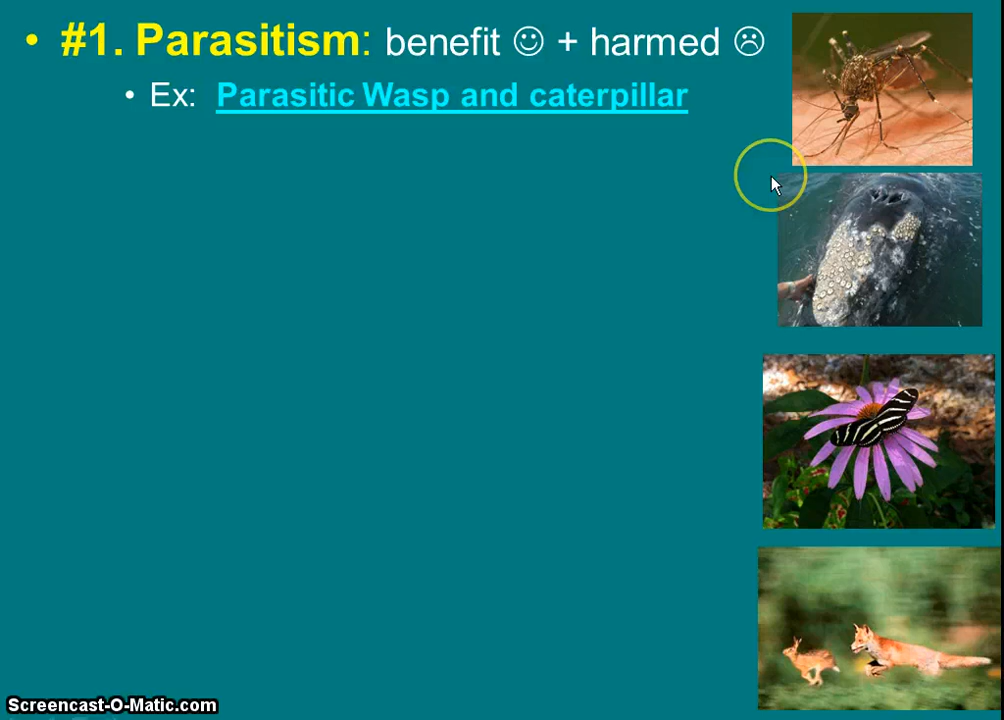 • #1. Parasitism: benefit ☺ + harmed ☹
• Ex: Parasitic Wasp and caterpillar
Screencast-O-Matic.com